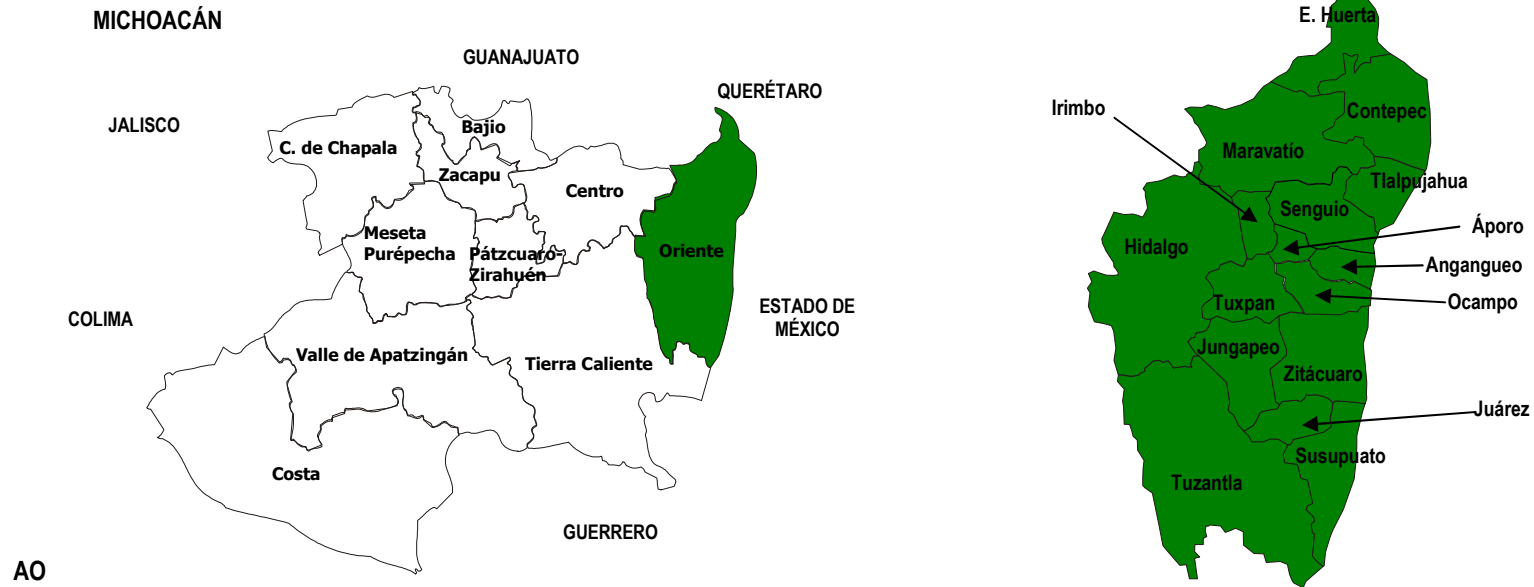 MICHOACÁN
GUANAJUATO
QUERÉTARO
JALISCO
Bajio
C. de Chapala
Zacapu
Centro
Meseta
Purépecha
Pátzcuaro-
Zirahuén
Oriente
COLIMA
ESTADO DE
MÉXICO
Valle de Apatzingán
Tierra Caliente
Costa
GUERRERO
AO
E. Huerta
Irimbo
Contepec
Maravatío
Tlalpujahua
Senguio
Áporo
Hidalgo
Angangueo
Tuxpan
Ocampo
Jungapeo
Zitácuaro
Juárez
Susupuato
Tuzantla